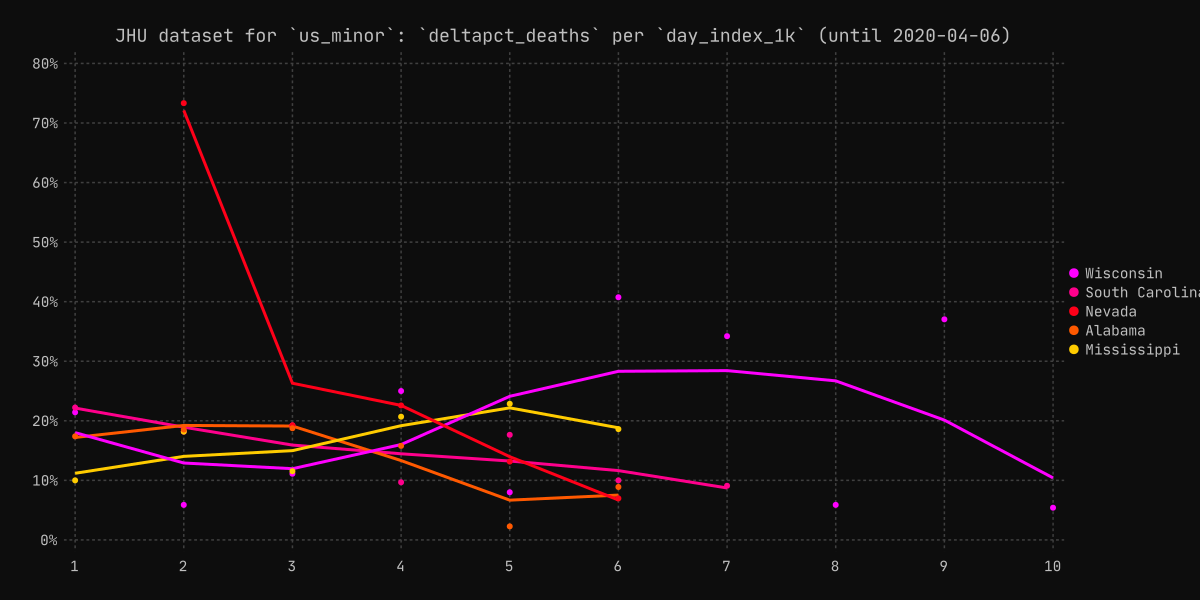 JHU dataset for `us_minor`: `deltapct_deaths` per `day_index_1k` (until 2020-04-06)
80%
70%
60%
50%
40%
30%
20%
10%
0%
1 2 3 4 5 6 7 8 9 10
Wisconsin
South Carolina
Nevada
Alabama
Mississippi